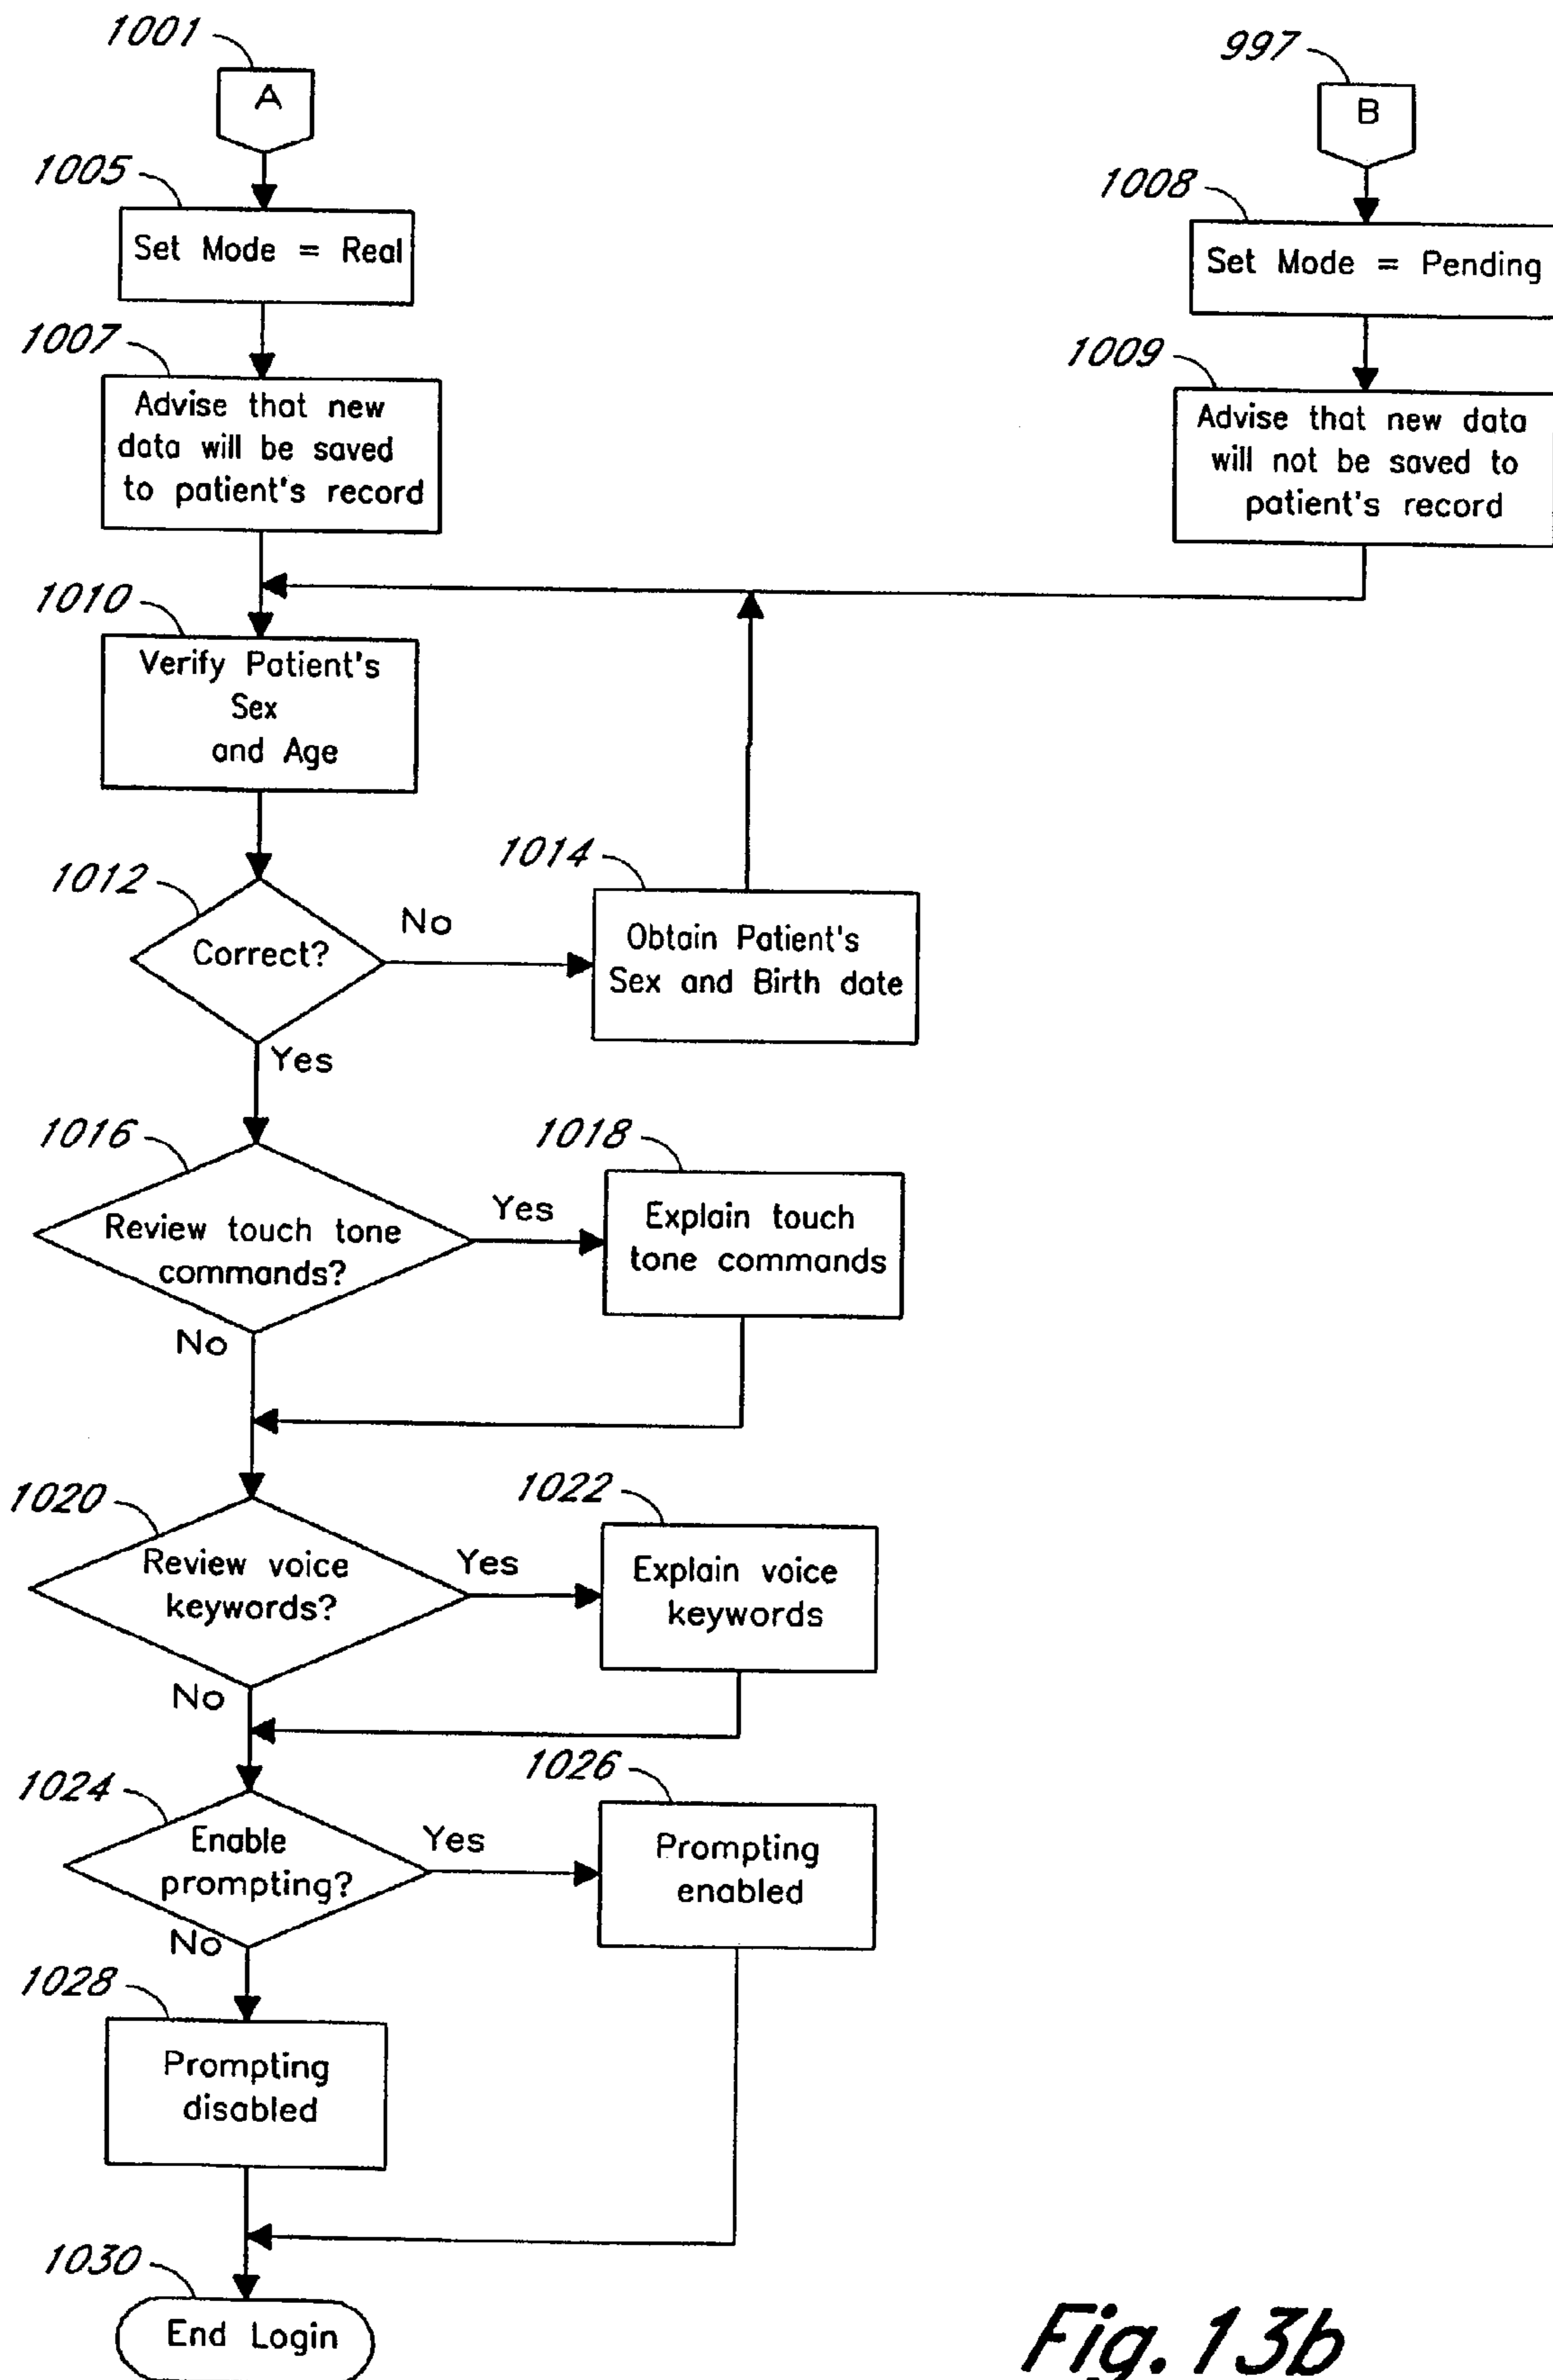 1001
A
1005
Set Mode = Real
1007
Advise that new
data will be saved
to patient's record
997
B
1008
Set Mode = Pending
1009
Advise that new data
will not be saved to
patient's record
1010
Verify Patient's
Sex
and Age
1012
Correct?
No
Yes
1014
Obtain Patient's
Sex and Birth date
1016
Review touch tone
commands?
Yes
No
1018
Explain touch
tone commands
1020
Review voice
keywords?
Yes
No
1022
Explain voice
keywords
1024
Enable
prompting?
Yes
No
1026
Prompting
enabled
1028
Prompting
disabled
1030
End Login
Fig. 13b